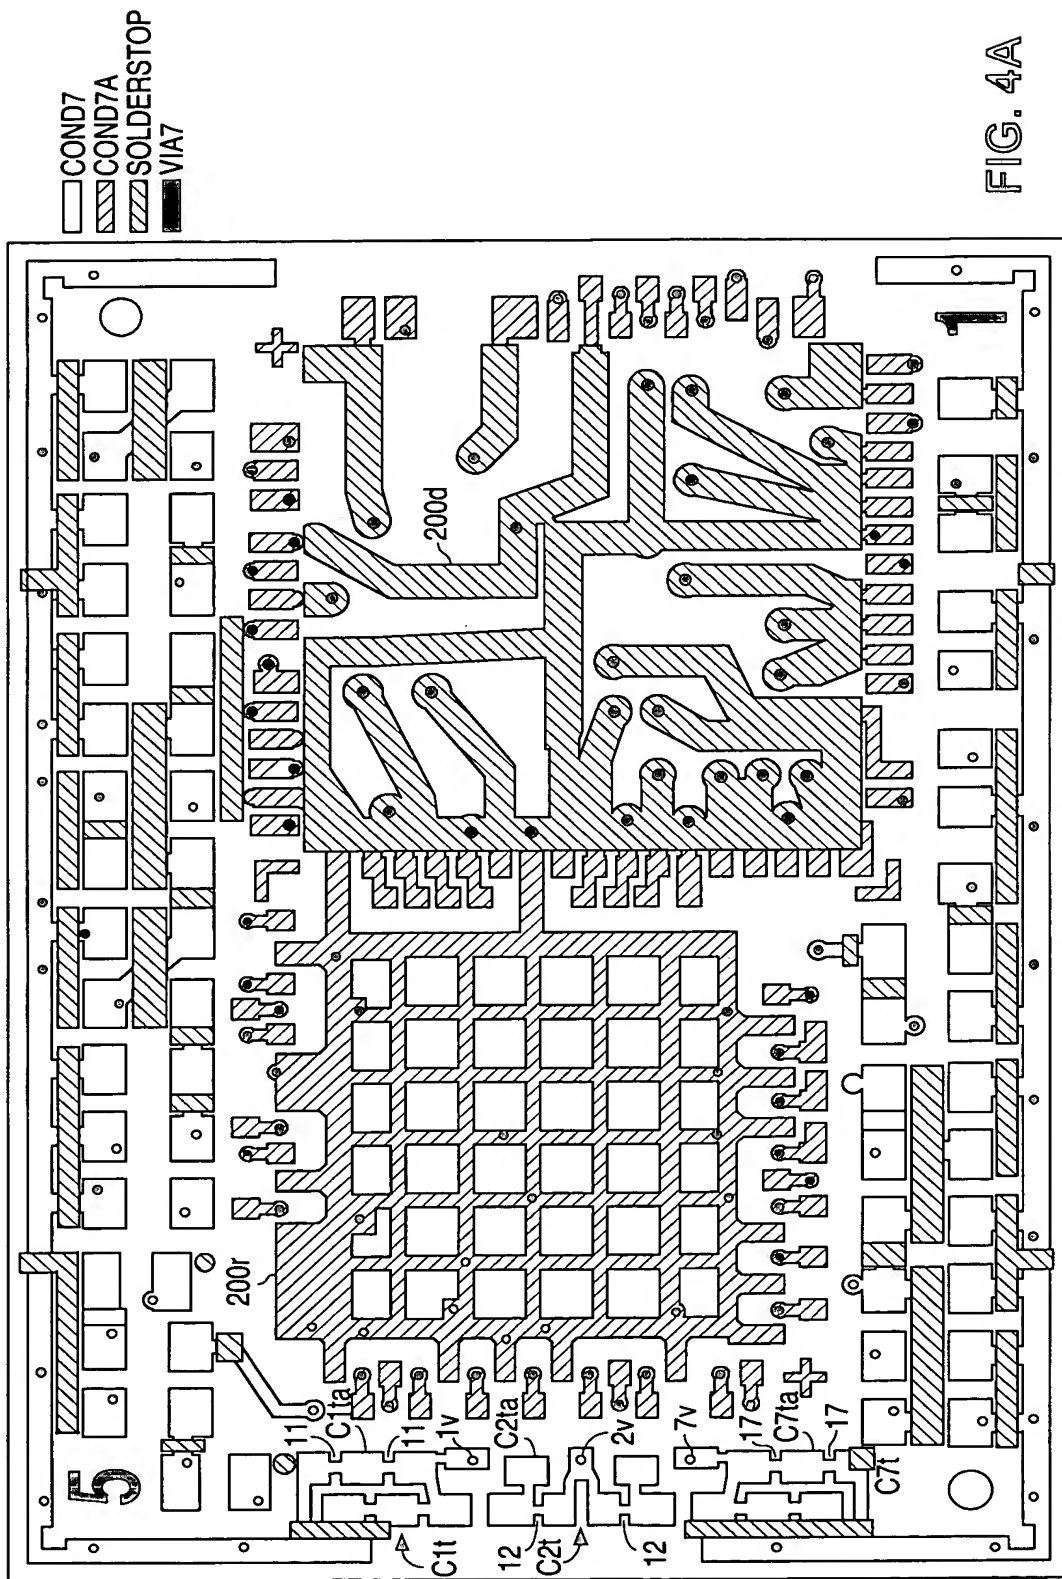 COND7
COND7A
SOLDERSTOP
VIA7
FIG. 4A
5
1
200d
200r
11
C1ta
11
1v
C2ta
2v
7v
17
C7ta
17
C7t
C1t
12
C2t
12